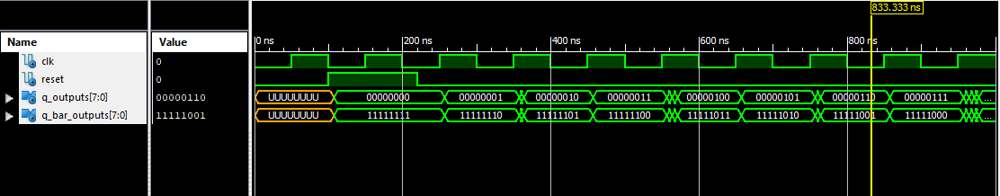 833.333 ns
Name Value 0 ns 200 ns 400 ns 600 ns 800 ns
clk 0
reset 0
q_outputs[7:0] 00000110 UUUUUUUU 00000000 00000001 00000010 00000011 00000100 00000101 00000110 00000111 ...
q_bar_outputs[7:0] 11111001 UUUUUUUU 11111111 11111110 11111101 11111100 11111011 11111010 11111001 11111000 ...